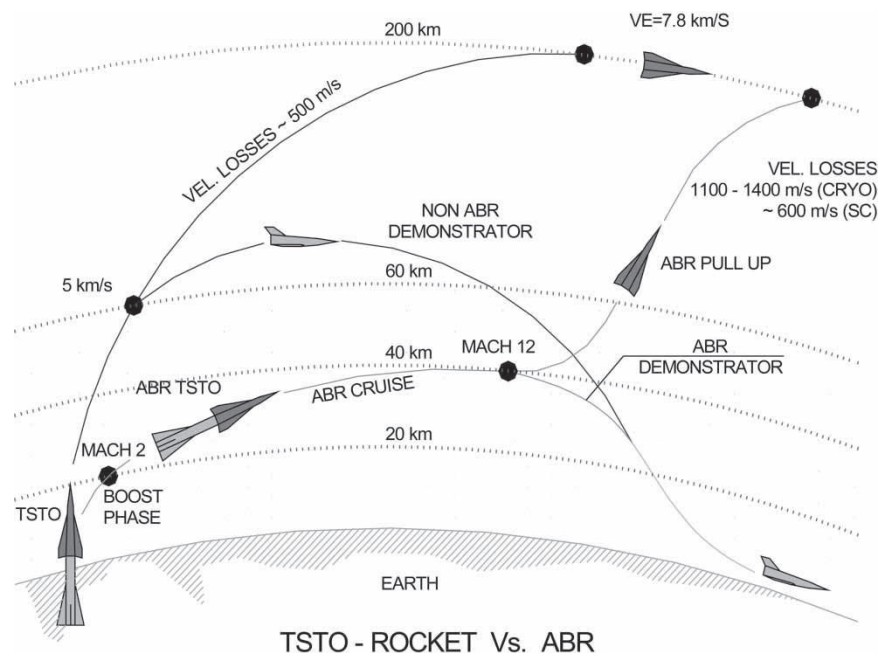 VE=7.8 km/S
200 km
VEL. LOSSES ~ 500 m/s
VEL. LOSSES
1100 - 1400 m/s (CRYO)
~ 600 m/s (SC)
NON ABR
DEMONSTRATOR
ABR PULL UP
5 km/s
60 km
MACH 12
ABR
DEMONSTRATOR
40 km
ABR TSTO
ABR CRUISE
MACH 2
20 km
TSTO
BOOST
PHASE
EARTH
TSTO - ROCKET Vs. ABR